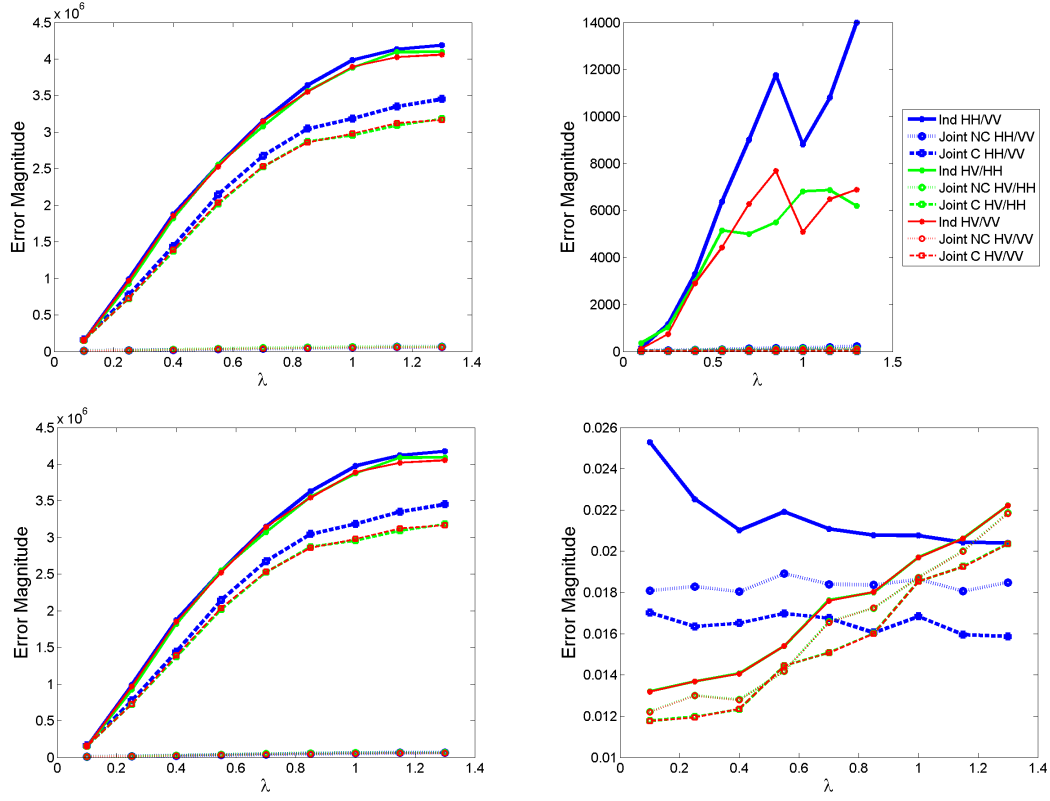 x 10^6
4.5
4
3.5
3
2.5
2
1.5
1
0.5
0
0 0.2 0.4 0.6 0.8 1 1.2 1.4
Error Magnitude
λ
14000
12000
10000
8000
6000
4000
2000
0
0.5 1 1.5
Error Magnitude
λ
Ind HH/VV
Joint NC HH/VV
Joint C HH/VV
Ind HV/HH
Joint NC HV/HH
Joint C HV/HH
Ind HV/VV
Joint NC HV/VV
Joint C HV/VV
x 10^6
4.5
4
3.5
3
2.5
2
1.5
1
0.5
0
0 0.2 0.4 0.6 0.8 1 1.2 1.4
Error Magnitude
λ
0.026
0.024
0.022
0.02
0.018
0.016
0.014
0.012
0.01
0 0.2 0.4 0.6 0.8 1 1.2 1.4
Error Magnitude
λ